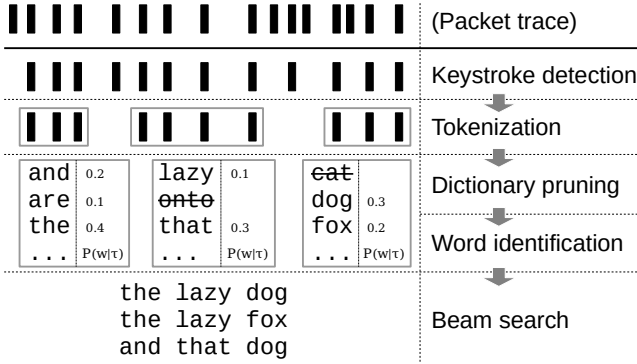 (Packet trace)
Keystroke detection
Tokenization
and 0.2 lazy 0.1 cat
are 0.1 onto dog 0.3
the 0.4 that 0.3 fox 0.2
... P(w|τ) ... P(w|τ) ... P(w|τ)
Dictionary pruning
Word identification
the lazy dog
the lazy fox
and that dog
Beam search